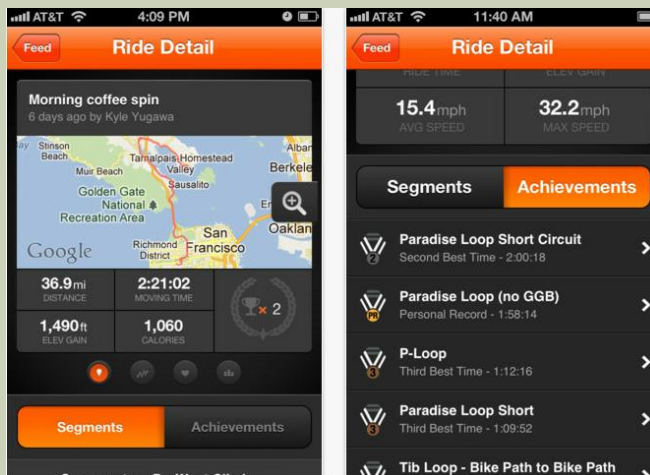 AT&T 4:09 PM
Feed Ride Detail
Morning coffee spin
6 days ago by Kyle Yugawa
Stinson Beach
Tamalpais-Homestead Valley
Muir Beach
Sausalito
Golden Gate National Recreation Area
Richmond District
San Francisco
Google
36.9mi
DISTANCE
2:21:02
MOVING TIME
x 2
1,490ft
ELEV GAIN
1,060
CALORIES
Segments Achievements
AT&T 11:40 AM
Feed Ride Detail
RIDE TIME ELEV GAIN
15.4mph
AVG SPEED
32.2mph
MAX SPEED
Segments Achievements
2
Paradise Loop Short Circuit
Second Best Time - 2:00:18
PR
Paradise Loop (no GGB)
Personal Record - 1:58:14
3
P-Loop
Third Best Time - 1:12:16
3
Paradise Loop Short
Third Best Time - 1:09:52
3
Tib Loop - Bike Path to Bike Path